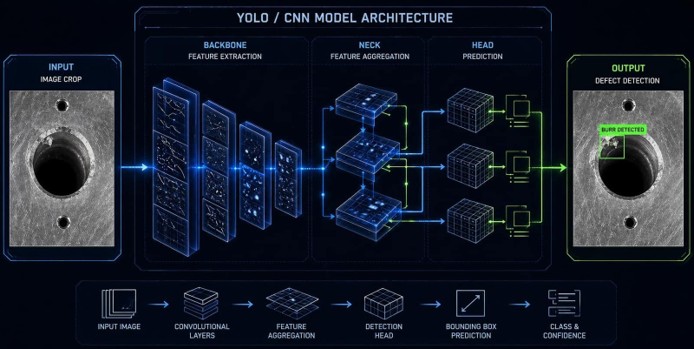 YOLO / CNN MODEL ARCHITECTURE
INPUT
IMAGE CROP
BACKBONE
FEATURE EXTRACTION
NECK
FEATURE AGGREGATION
HEAD
PREDICTION
OUTPUT
DEFECT DETECTION
BURR DETECTED
INPUT IMAGE
CONVOLUTIONAL
LAYERS
FEATURE
AGGREGATION
DETECTION
HEAD
BOUNDING BOX
PREDICTION
CLASS &
CONFIDENCE